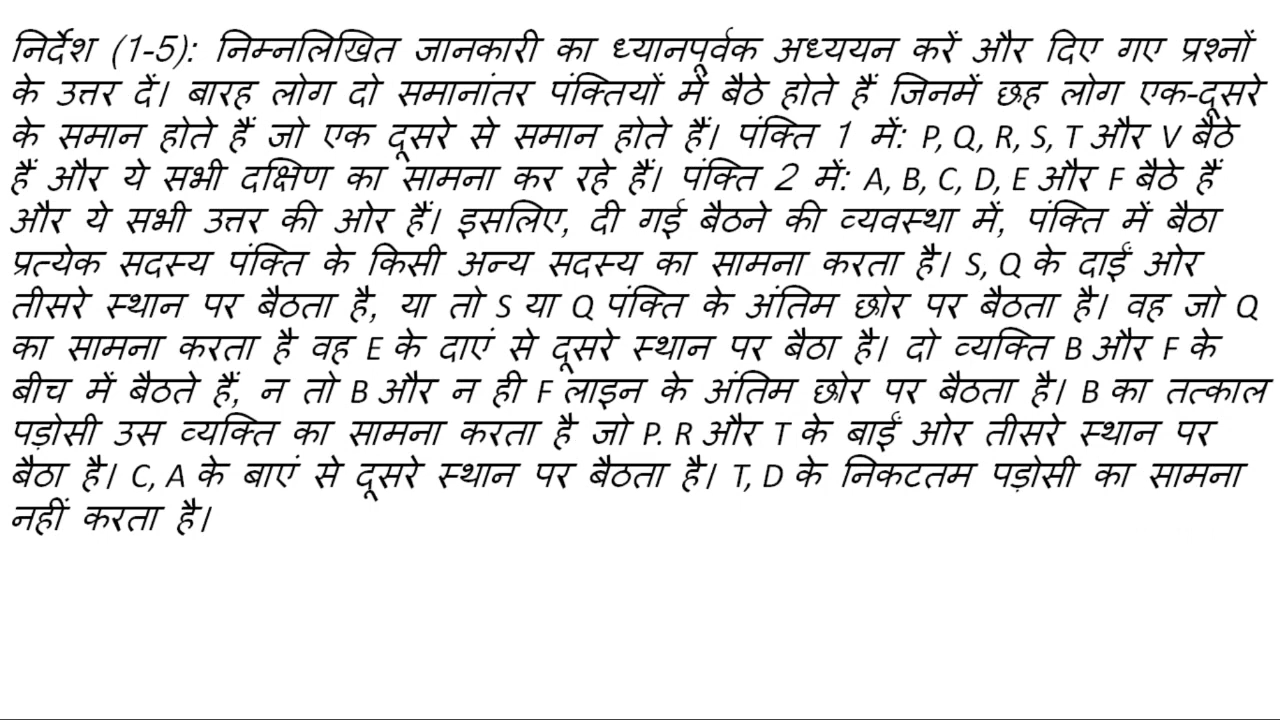 निर्देश (1-5): निम्नलिखित जानकारी का ध्यानपूर्वक अध्ययन करें और दिए गए प्रश्नों
के उत्तर दें। बारह लोग दो समानांतर पंक्तियों में बैठे होते हैं जिनमें छह लोग एक-दूसरे
के समान होते हैं जो एक दूसरे से समान होते हैं। पंक्ति 1 में: P, Q, R, S, T और V बैठे
हैं और ये सभी दक्षिण का सामना कर रहे हैं। पंक्ति 2 में: A, B, C, D, E और F बैठे हैं
और ये सभी उत्तर की ओर हैं। इसलिए, दी गई बैठने की व्यवस्था में, पंक्ति में बैठा
प्रत्येक सदस्य पंक्ति के किसी अन्य सदस्य का सामना करता है। S, Q के दाईं ओर
तीसरे स्थान पर बैठता है, या तो S या Q पंक्ति के अंतिम छोर पर बैठता है। वह जो Q
का सामना करता है वह E के दाएं से दूसरे स्थान पर बैठा है। दो व्यक्ति B और F के
बीच में बैठते हैं, न तो B और न ही F लाइन के अंतिम छोर पर बैठता है। B का तत्काल
पड़ोसी उस व्यक्ति का सामना करता है जो P. R और T के बाईं ओर तीसरे स्थान पर
बैठा है। C, A के बाएं से दूसरे स्थान पर बैठता है। T, D के निकटतम पड़ोसी का सामना
नहीं करता है।